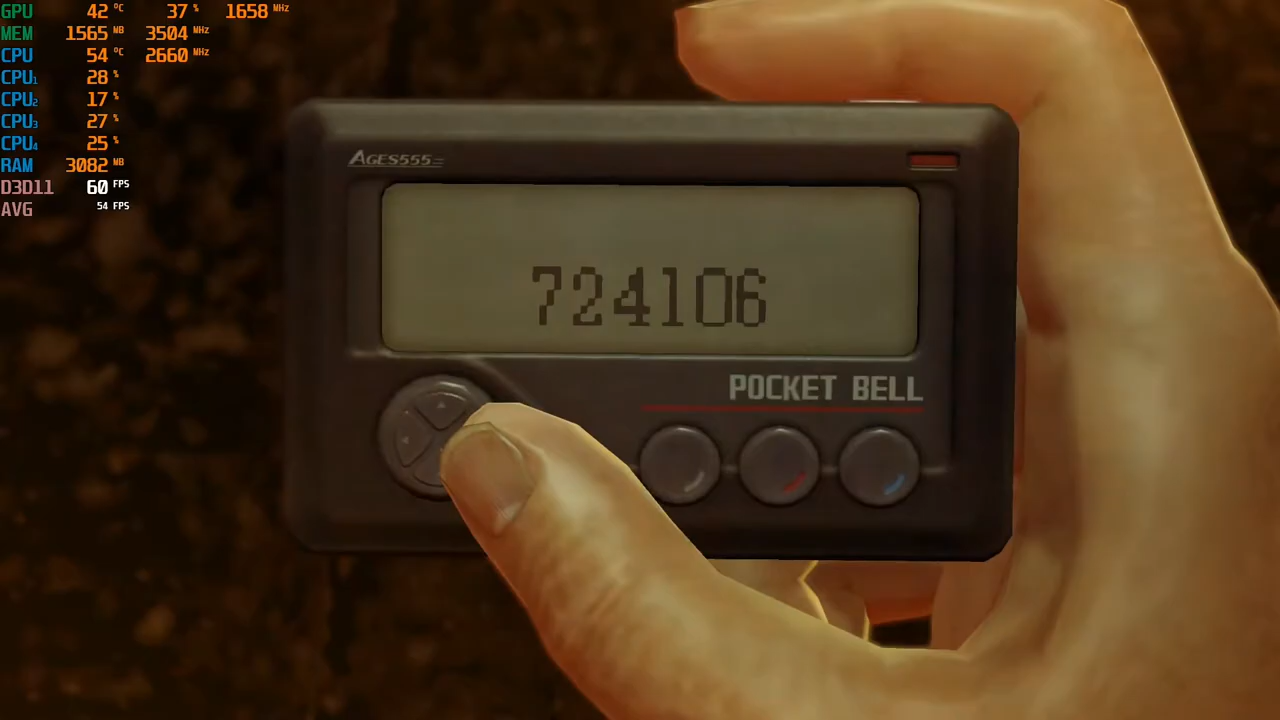 GPU 42 °C 37 % 1658 MHz
MEM 1565 MB 3504 MHz
CPU 54 °C 2660 MHz
CPU1 28 %
CPU2 17 %
CPU3 27 %
CPU4 25 %
RAM 3082 MB
D3D11 60 FPS
AVG 54 FPS
AGES555
724106
POCKET BELL